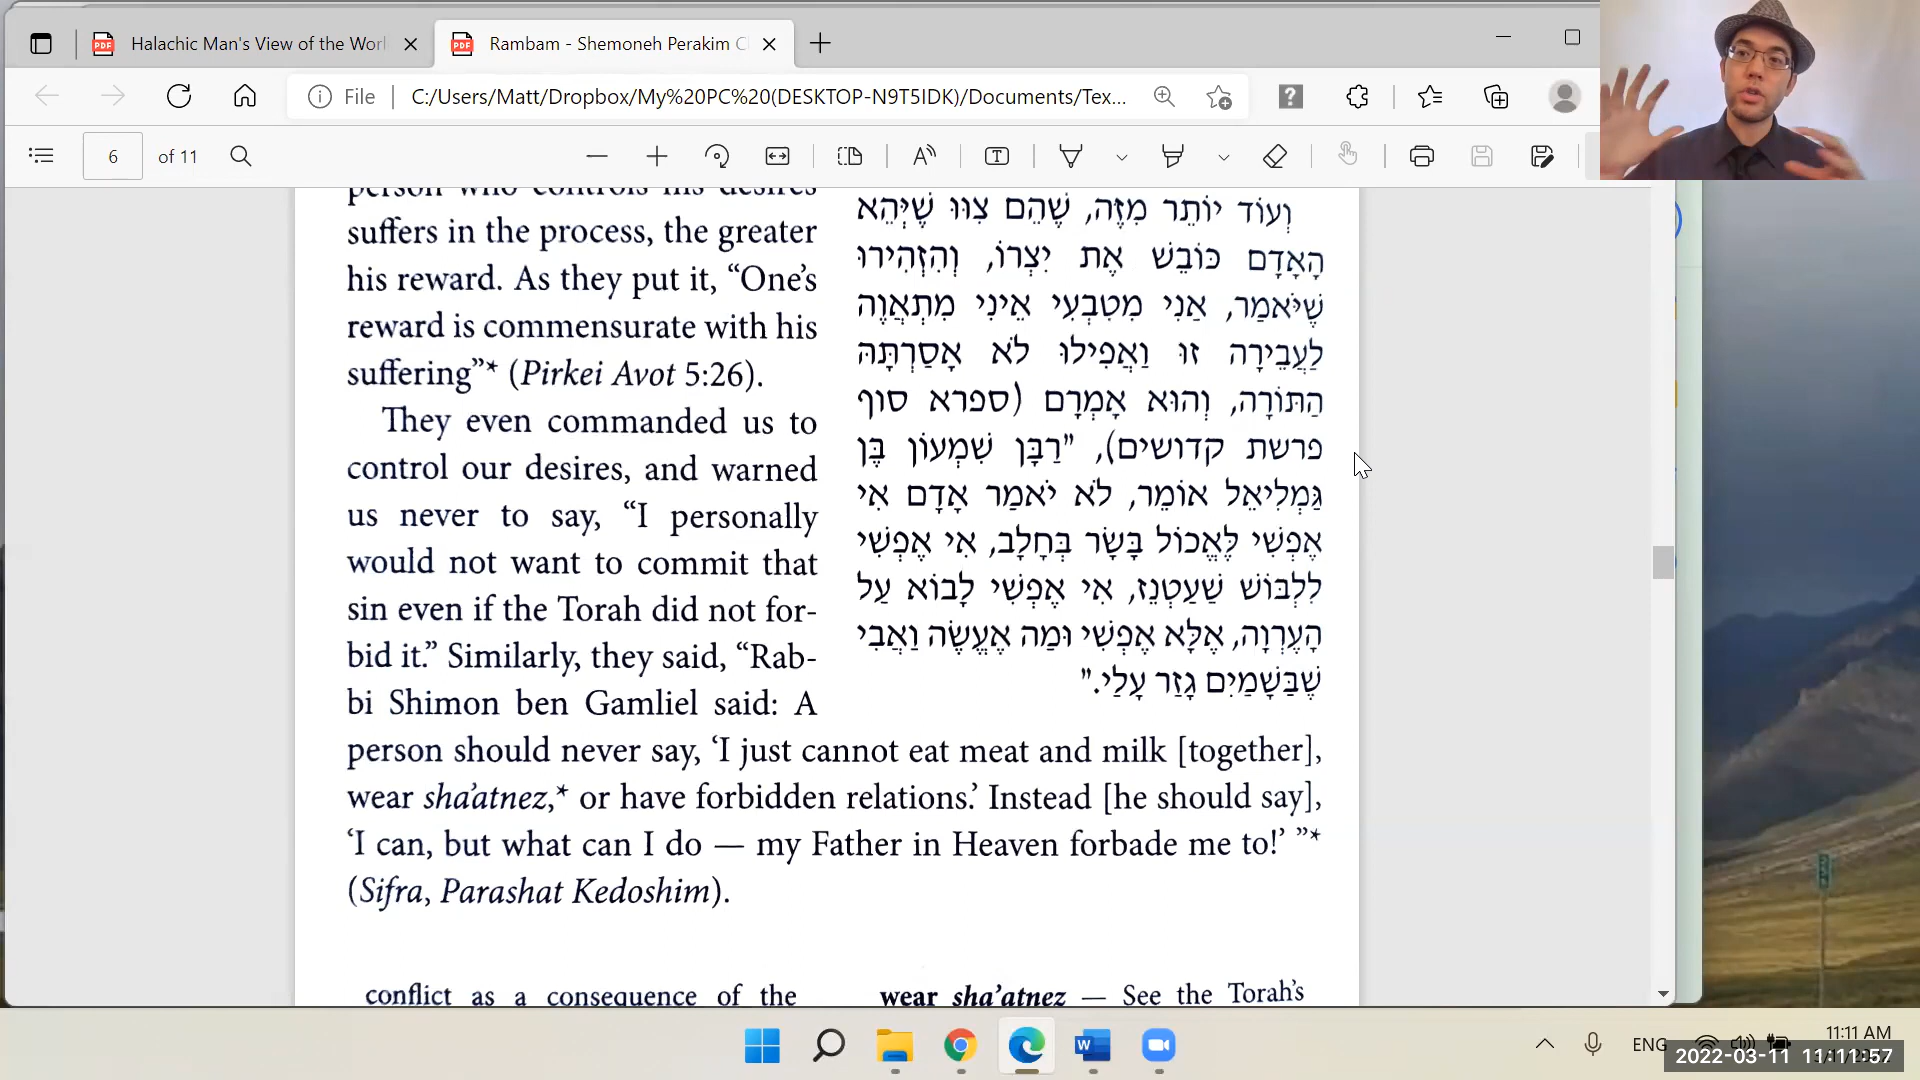 Halachic Man's View of the Worl
Rambam - Shemoneh Perakim C
File
C:/Users/Matt/Dropbox/My%20PC%20(DESKTOP-N9T5IDK)/Documents/Tex...
6 of 11
person who controls his desires
suffers in the process, the greater
his reward. As they put it, “One’s
reward is commensurate with his
suffering”* (Pirkei Avot 5:26).
They even commanded us to
control our desires, and warned
us never to say, “I personally
would not want to commit that
sin even if the Torah did not for-
bid it.” Similarly, they said, “Rab-
bi Shimon ben Gamliel said: A
person should never say, ‘I just cannot eat meat and milk [together],
wear sha’atnez,* or have forbidden relations.’ Instead [he should say],
‘I can, but what can I do — my Father in Heaven forbade me to!’ ”*
(Sifra, Parashat Kedoshim).
וְעוֹד יוֹתֵר מִזֶּה, שֶׁהֵם צִוּוּ שֶׁיְּהֵא
הָאָדָם כּוֹבֵשׁ אֶת יִצְרוֹ, וְהִזְהִירוּ
שֶׁיֹּאמַר, אַנִי מִטִבְעִי אֵינִי מִתְאֲוֶה
לַעֲבֵירָה זוּ וַאֲפִילוּ לֹא אָסַרְתָּהּ
הַתּוֹרָה, וְהוּא אָמְרָם (ספרא סוף
פרשת קדושים), "רַבָּן שִׁמְעוֹן בֶּן
גַּמְלִיאֵל אוֹמֵר, לֹא יֹאמַר אָדָם אִי
אֶפְשִׁי לֶאֱכוֹל בָּשָׂר בְּחָלָב, אִי אֶפְשִׁי
לִלְבּוֹשׁ שַׁעַטְנֵז, אִי אֶפְשִׁי לָבוֹא עַל
הָעֶרְוָה, אֶלָּא אֶפְשִׁי וּמַה אֶעֱשֶׂה וַאֲבִי
שֶׁבַּשָׁמַיִם גָזַר עָלַי."
conflict as a consequence of the
wear sha’atnez — See the Torah’s
ENG
11:11 AM
2022-03-11 11:11:57